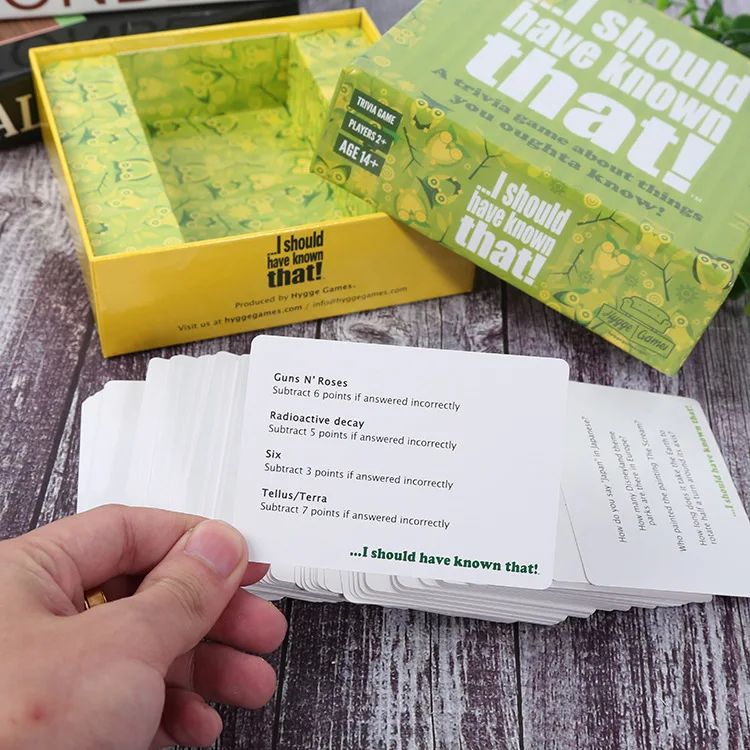 ...I should
have known
that!™
A trivia game about things
you oughta know!
TRIVIA GAME
PLAYERS 2+
AGE 14+
...I should
have known
that!
Hygge Games
...I should
have known
that!
Produced by Hygge Games.
Visit us at hyggegames.com / info@hyggegames.com
Guns N' Roses
Subtract 6 points if answered incorrectly
Radioactive decay
Subtract 5 points if answered incorrectly
Six
Subtract 3 points if answered incorrectly
Tellus/Terra
Subtract 7 points if answered incorrectly
...I should have known that!
How do you say "Japan" in Japanese?
How many Disneyland theme
parks are there in Europe?
Who painted the painting The Scream?
How long does it take the Earth to
rotate half a turn around its axis?
...I should have known that!